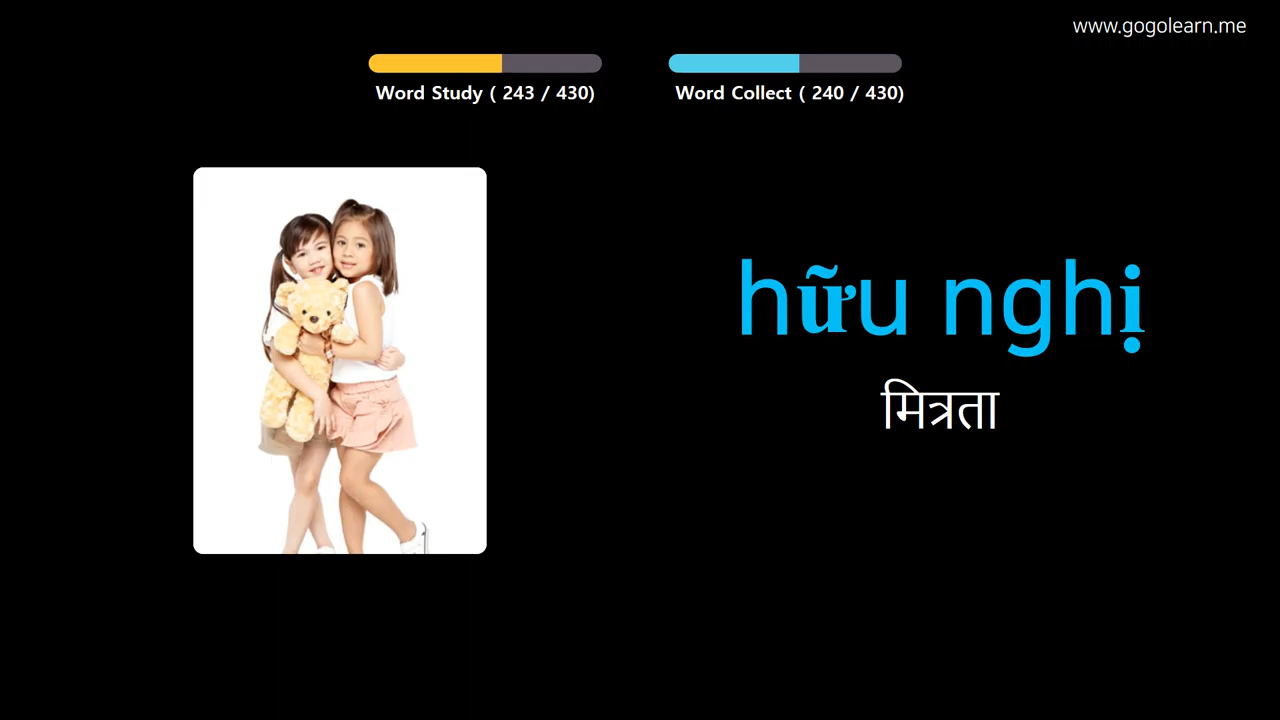 www.gogolearn.me
Word Study ( 243 / 430)
Word Collect ( 240 / 430)
hữu nghị
मित्रता